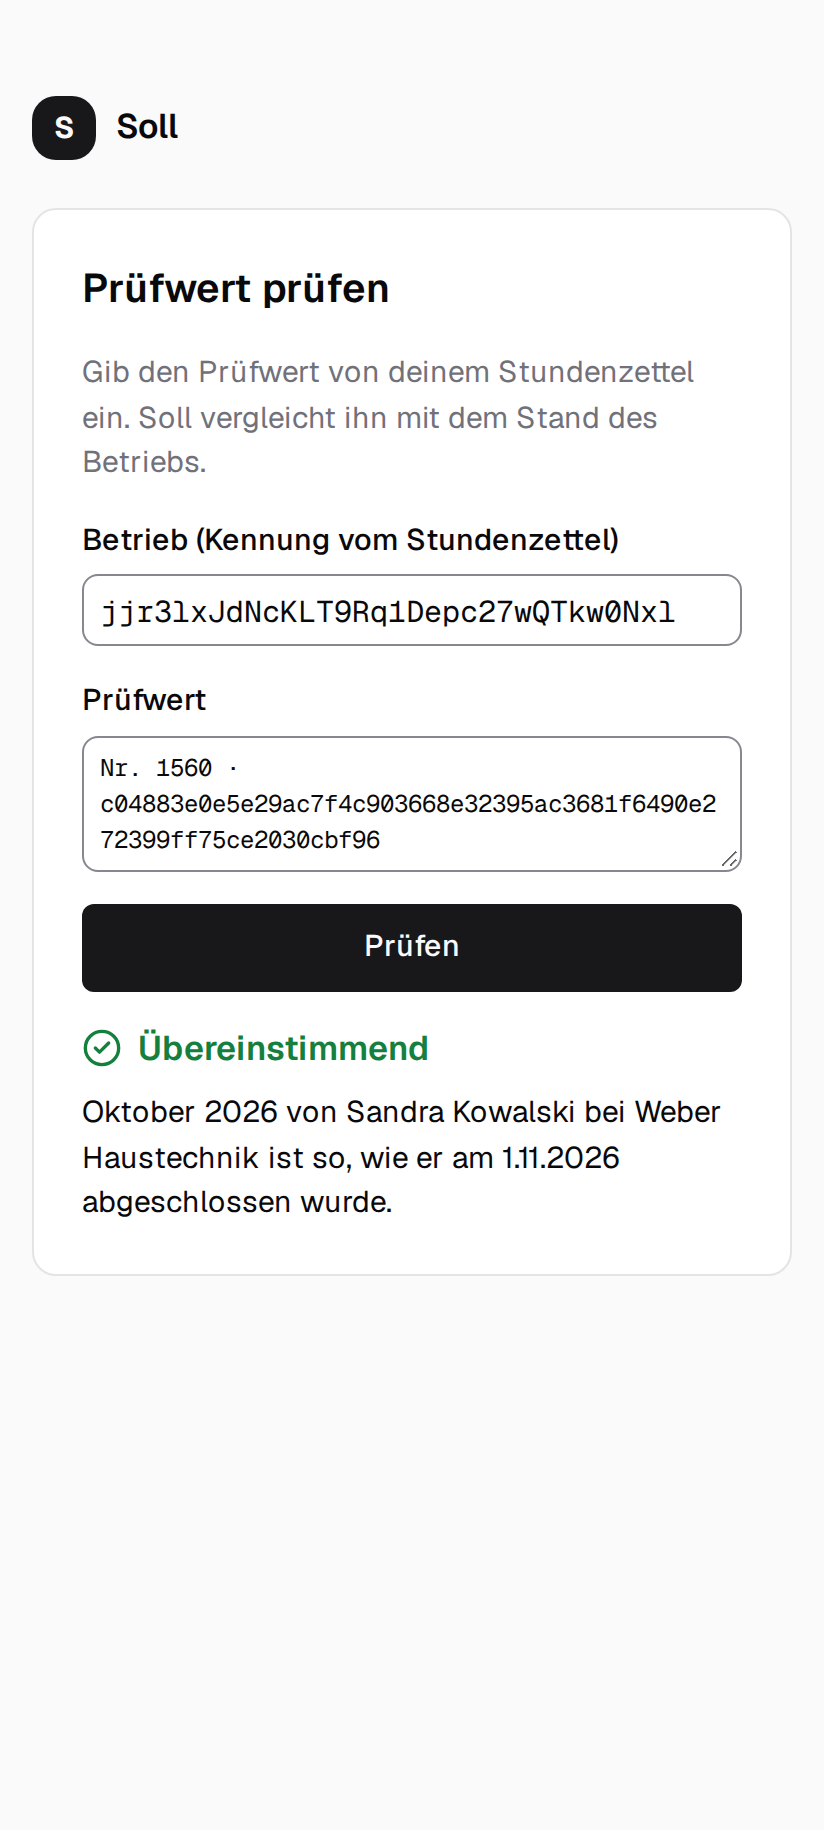 S Soll
Prüfwert prüfen
Gib den Prüfwert von deinem Stundenzettel
ein. Soll vergleicht ihn mit dem Stand des
Betriebs.
Betrieb (Kennung vom Stundenzettel)
jjr3lxJdNcKLT9Rq1Depc27wQTkw0Nxl
Prüfwert
Nr. 1560 ·
c04883e0e5e29ac7f4c903668e32395ac3681f6490e2
72399ff75ce2030cbf96
Prüfen
Übereinstimmend
Oktober 2026 von Sandra Kowalski bei Weber
Haustechnik ist so, wie er am 1.11.2026
abgeschlossen wurde.